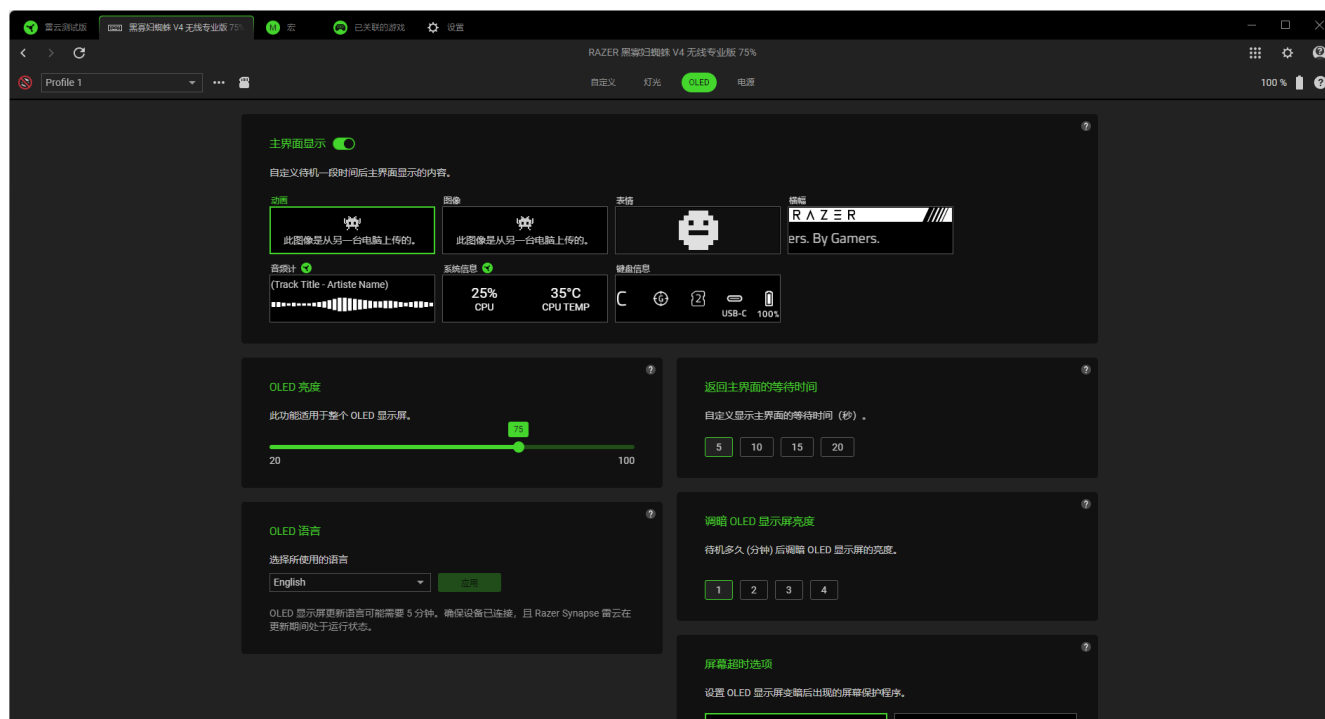 雷云测试版
黑寡妇蜘蛛 V4 无线专业版 75%
M
宏
已关联的游戏
设置
RAZER 黑寡妇蜘蛛 V4 无线专业版 75%
Profile 1
自定义
灯光
OLED
电源
100 %
主界面显示
自定义待机一段时间后主界面显示的内容。
动画
图像
表情
横幅
此图像是从另一台电脑上传的。
此图像是从另一台电脑上传的。
RAZER
ers. By Gamers.
音频计
系统信息
键盘信息
(Track Title - Artiste Name)
25%
CPU
35°C
CPU TEMP
C
G
2
USB-C
100%
OLED 亮度
此功能适用于整个 OLED 显示屏。
75
20
100
返回主界面的等待时间
自定义显示主界面的等待时间（秒）.
5
10
15
20
OLED 语言
选择所使用的语言
English
应用
OLED 显示屏更新语言可能需要 5 分钟。确保设备已连接，且 Razer Synapse 雷云在
更新期间处于运行状态。
调暗 OLED 显示屏亮度
待机多久 (分钟) 后调暗 OLED 显示屏的亮度。
1
2
3
4
屏幕超时选项
设置 OLED 显示屏变暗后出现的屏幕保护程序。